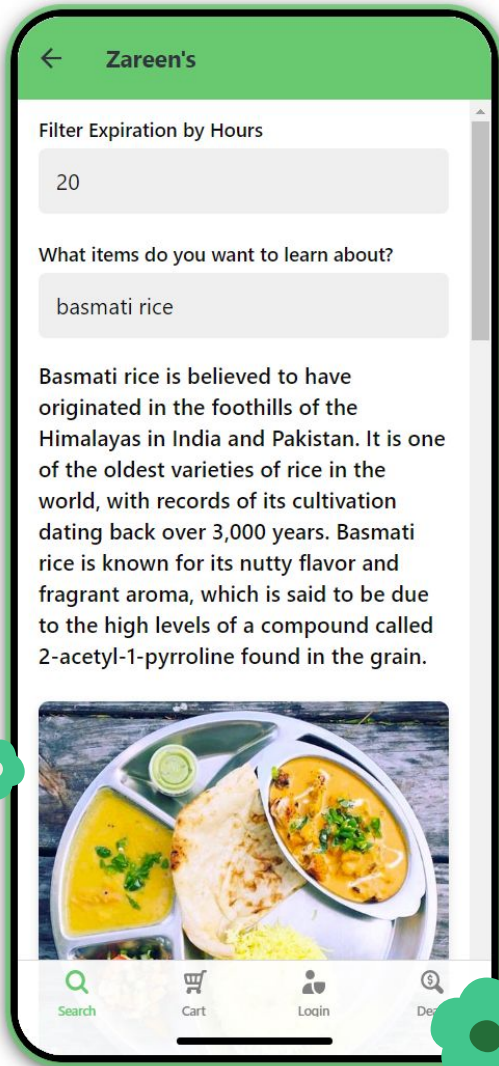 Zareen's
Filter Expiration by Hours
20
What items do you want to learn about?
basmati rice
Basmati rice is believed to have
originated in the foothills of the
Himalayas in India and Pakistan. It is one
of the oldest varieties of rice in the
world, with records of its cultivation
dating back over 3,000 years. Basmati
rice is known for its nutty flavor and
fragrant aroma, which is said to be due
to the high levels of a compound called
2-acetyl-1-pyrroline found in the grain.
Search Cart Login